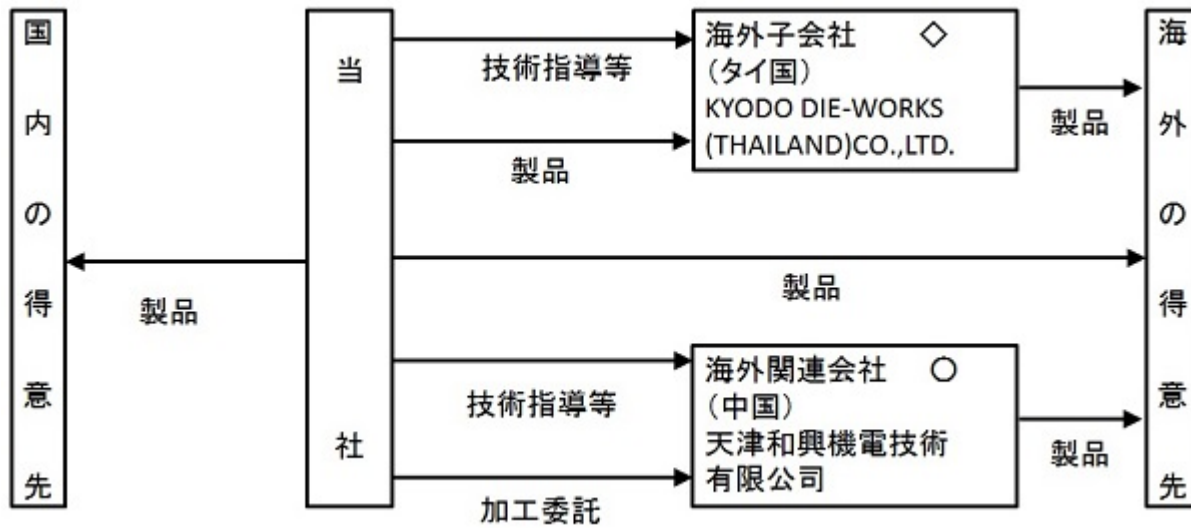 国内の得意先
当社
技術指導等
製品
海外子会社 ◇
（タイ国）
KYODO DIE-WORKS
(THAILAND)CO.,LTD.
製品
製品
製品
技術指導等
加工委託
海外関連会社 ○
（中国）
天津和興機電技術
有限公司
製品
海外の得意先